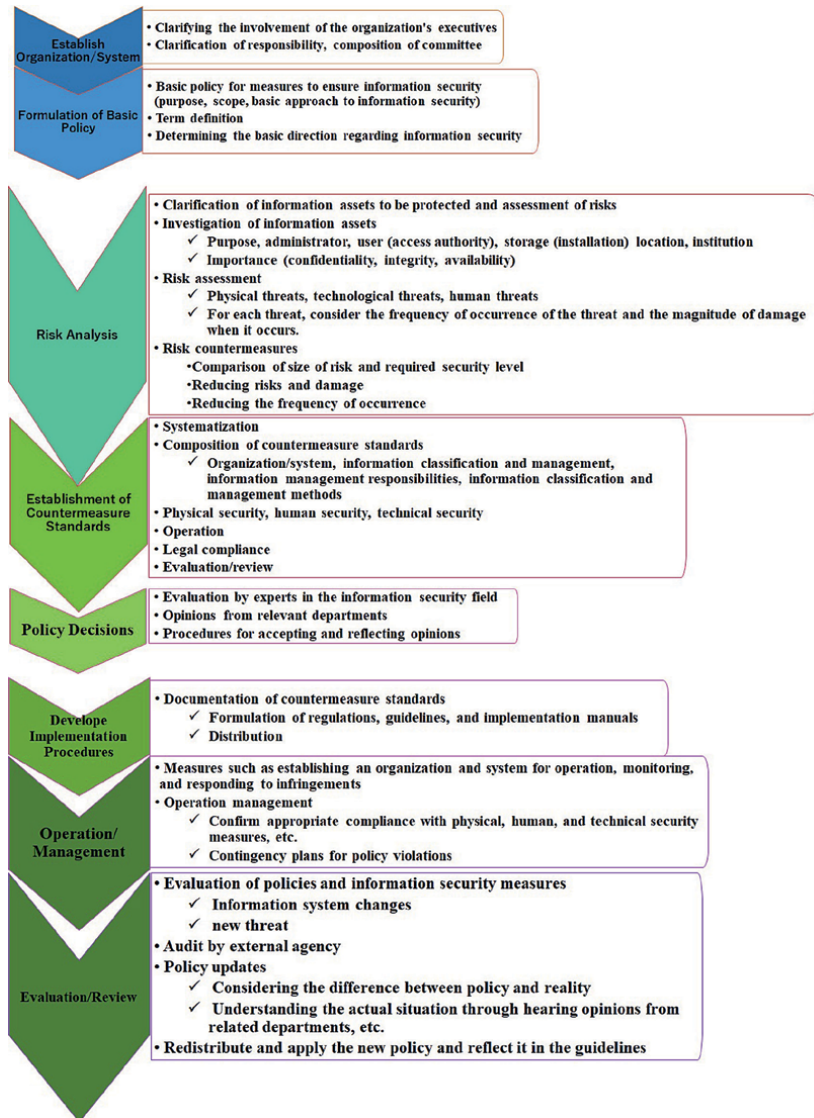 Establish
Organization/System
• Clarifying the involvement of the organization's executives
• Clarification of responsibility, composition of committee
Formulation of Basic
Policy
• Basic policy for measures to ensure information security
(purpose, scope, basic approach to information security)
• Term definition
• Determining the basic direction regarding information security
Risk Analysis
• Clarification of information assets to be protected and assessment of risks
• Investigation of information assets
✓ Purpose, administrator, user (access authority), storage (installation) location, institution
✓ Importance (confidentiality, integrity, availability)
• Risk assessment
✓ Physical threats, technological threats, human threats
✓ For each threat, consider the frequency of occurrence of the threat and the magnitude of damage
when it occurs.
• Risk countermeasures
•Comparison of size of risk and required security level
•Reducing risks and damage
•Reducing the frequency of occurrence
Establishment of
Countermeasure
Standards
• Systematization
• Composition of countermeasure standards
✓ Organization/system, information classification and management,
information management responsibilities, information classification and
management methods
• Physical security, human security, technical security
• Operation
• Legal compliance
• Evaluation/review
Policy Decisions
• Evaluation by experts in the information security field
• Opinions from relevant departments
• Procedures for accepting and reflecting opinions
Develope
Implementation
Procedures
• Documentation of countermeasure standards
✓ Formulation of regulations, guidelines, and implementation manuals
✓ Distribution
Operation/
Management
• Measures such as establishing an organization and system for operation, monitoring,
and responding to infringements
• Operation management
✓ Confirm appropriate compliance with physical, human, and technical security
measures, etc.
✓ Contingency plans for policy violations
Evaluation/Review
• Evaluation of policies and information security measures
✓ Information system changes
✓ new threat
• Audit by external agency
• Policy updates
✓ Considering the difference between policy and reality
✓ Understanding the actual situation through hearing opinions from
related departments, etc.
• Redistribute and apply the new policy and reflect it in the guidelines